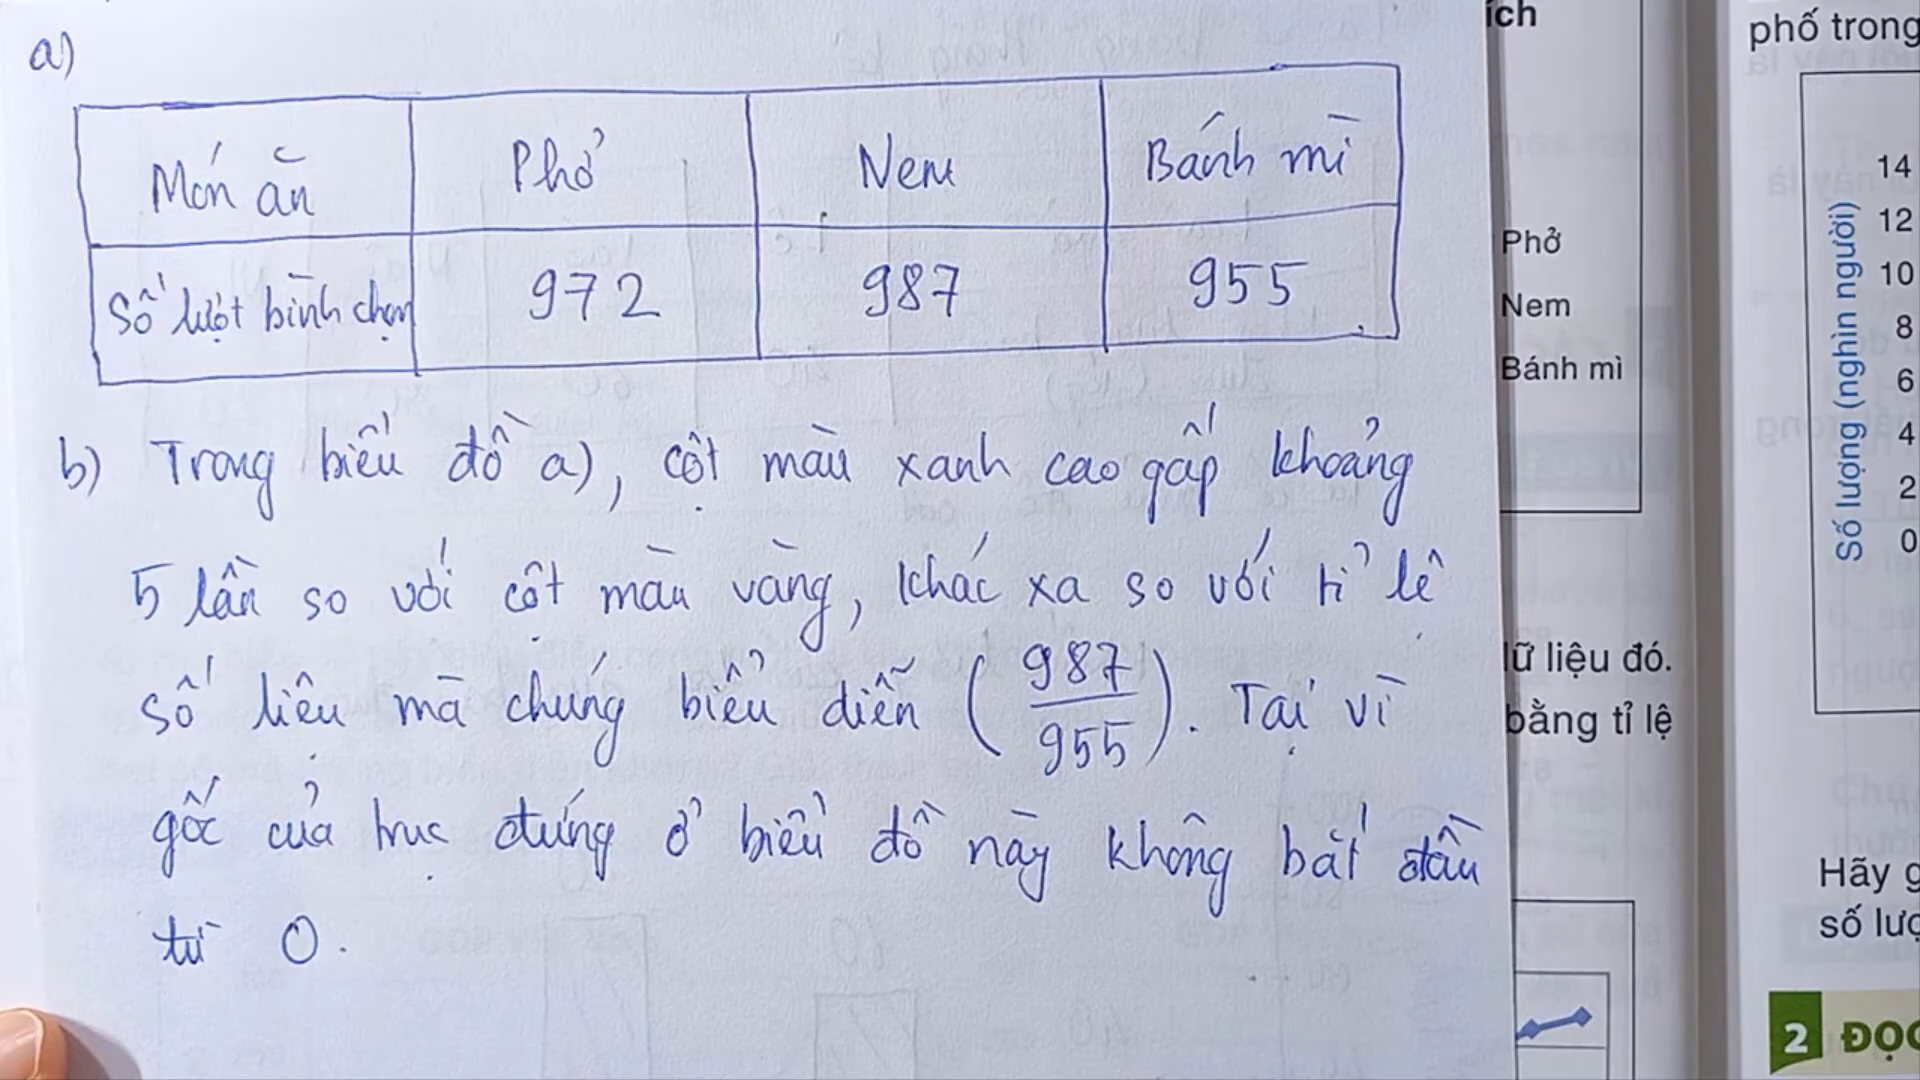 a)
Món ăn Phở Nem Bánh mì
Số lượt bình chọn 972 987 955
b) Trong biểu đồ a), cột màu xanh cao gấp khoảng
5 lần so với cột màu vàng, khác xa so với tỉ lệ
số liệu mà chúng biểu diễn (987/955). Tại vì
gốc của trục đứng ở biểu đồ này không bắt đầu
từ 0.
ích
Phở
Nem
Bánh mì
lữ liệu đó.
bằng tỉ lệ
phố trong
Số lượng (nghìn người)
14
12
10
8
6
4
2
0
Hãy g
số lượ
2 ĐỌC